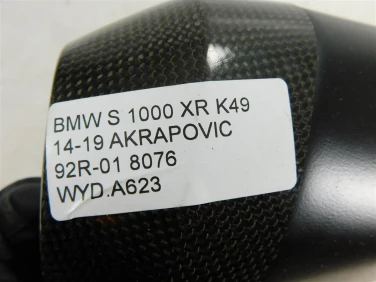 BMW S 1000 XR K49
14-19 AKRAPOVIC
92R-01 8076
WYD.A623